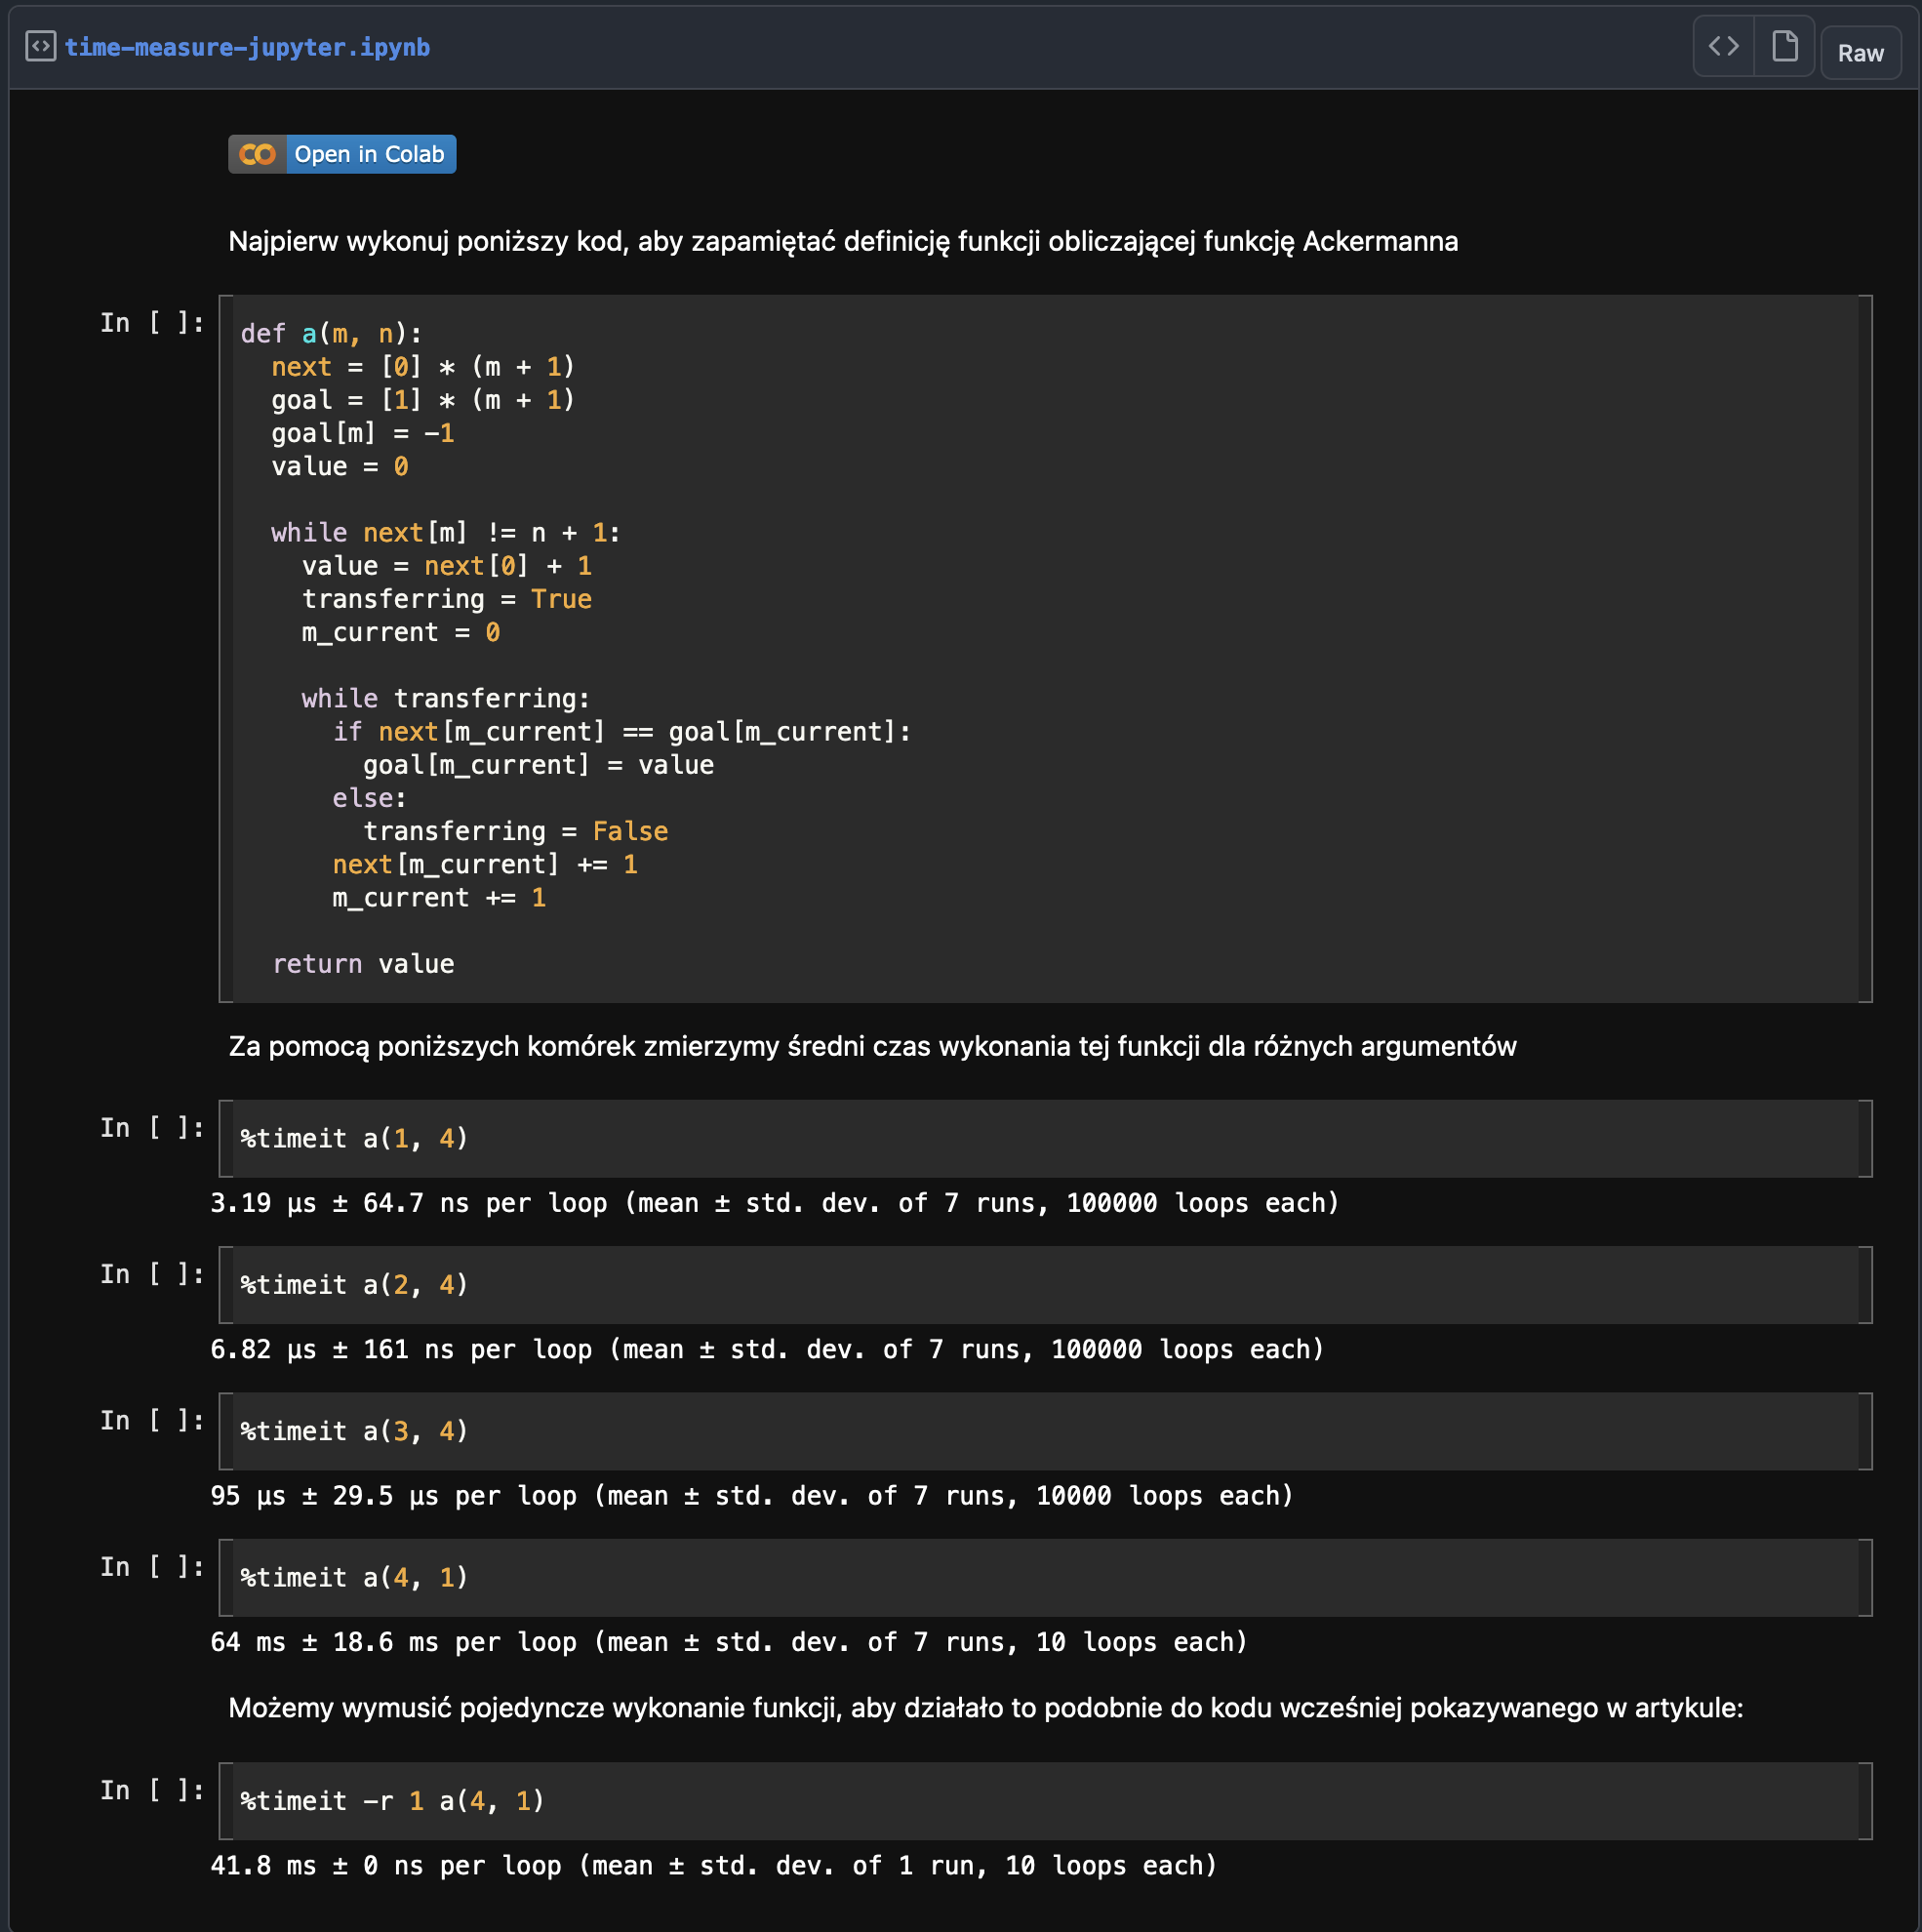 time-measure-jupyter.ipynb
Raw
Open in Colab
Najpierw wykonuj poniższy kod, aby zapamiętać definicję funkcji obliczającej funkcję Ackermanna
In [ ]:
def a(m, n):
  next = [0] * (m + 1)
  goal = [1] * (m + 1)
  goal[m] = -1
  value = 0

  while next[m] != n + 1:
    value = next[0] + 1
    transferring = True
    m_current = 0

    while transferring:
      if next[m_current] == goal[m_current]:
        goal[m_current] = value
      else:
        transferring = False
      next[m_current] += 1
      m_current += 1

  return value
Za pomocą poniższych komórek zmierzymy średni czas wykonania tej funkcji dla różnych argumentów
In [ ]:
%timeit a(1, 4)
3.19 µs ± 64.7 ns per loop (mean ± std. dev. of 7 runs, 100000 loops each)
In [ ]:
%timeit a(2, 4)
6.82 µs ± 161 ns per loop (mean ± std. dev. of 7 runs, 100000 loops each)
In [ ]:
%timeit a(3, 4)
95 µs ± 29.5 µs per loop (mean ± std. dev. of 7 runs, 10000 loops each)
In [ ]:
%timeit a(4, 1)
64 ms ± 18.6 ms per loop (mean ± std. dev. of 7 runs, 10 loops each)
Możemy wymusić pojedyncze wykonanie funkcji, aby działało to podobnie do kodu wcześniej pokazywanego w artykule:
In [ ]:
%timeit -r 1 a(4, 1)
41.8 ms ± 0 ns per loop (mean ± std. dev. of 1 run, 10 loops each)